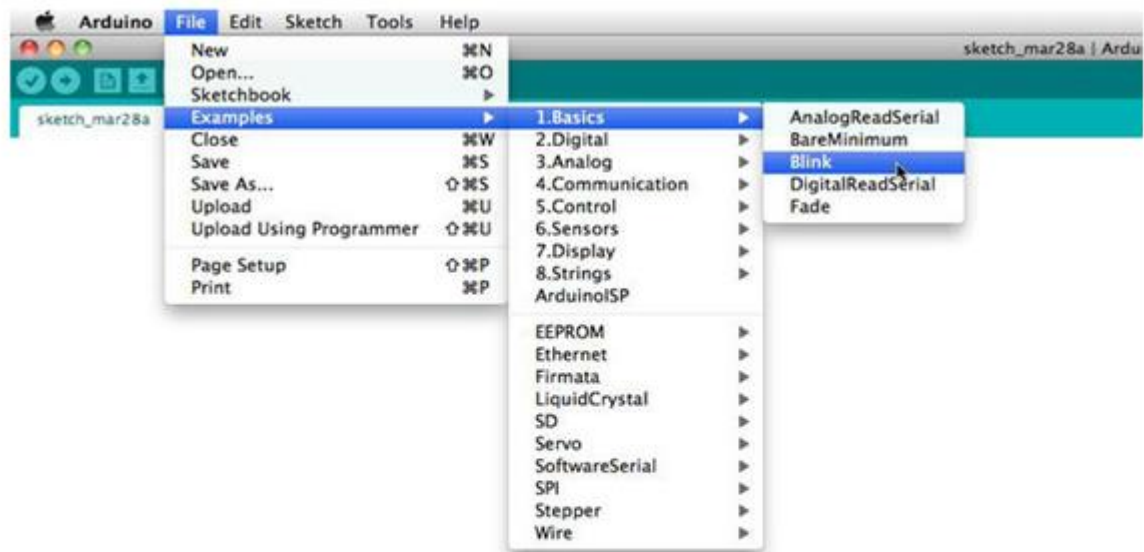 Arduino File Edit Sketch Tools Help
sketch_mar28a | Ardu
sketch_mar28a
New ⌘N
Open... ⌘O
Sketchbook
Examples
Close ⌘W
Save ⌘S
Save As... ⇧⌘S
Upload ⌘U
Upload Using Programmer ⇧⌘U
Page Setup ⇧⌘P
Print ⌘P
1.Basics
2.Digital
3.Analog
4.Communication
5.Control
6.Sensors
7.Display
8.Strings
ArduinoISP
EEPROM
Ethernet
Firmata
LiquidCrystal
SD
Servo
SoftwareSerial
SPI
Stepper
Wire
AnalogReadSerial
BareMinimum
Blink
DigitalReadSerial
Fade